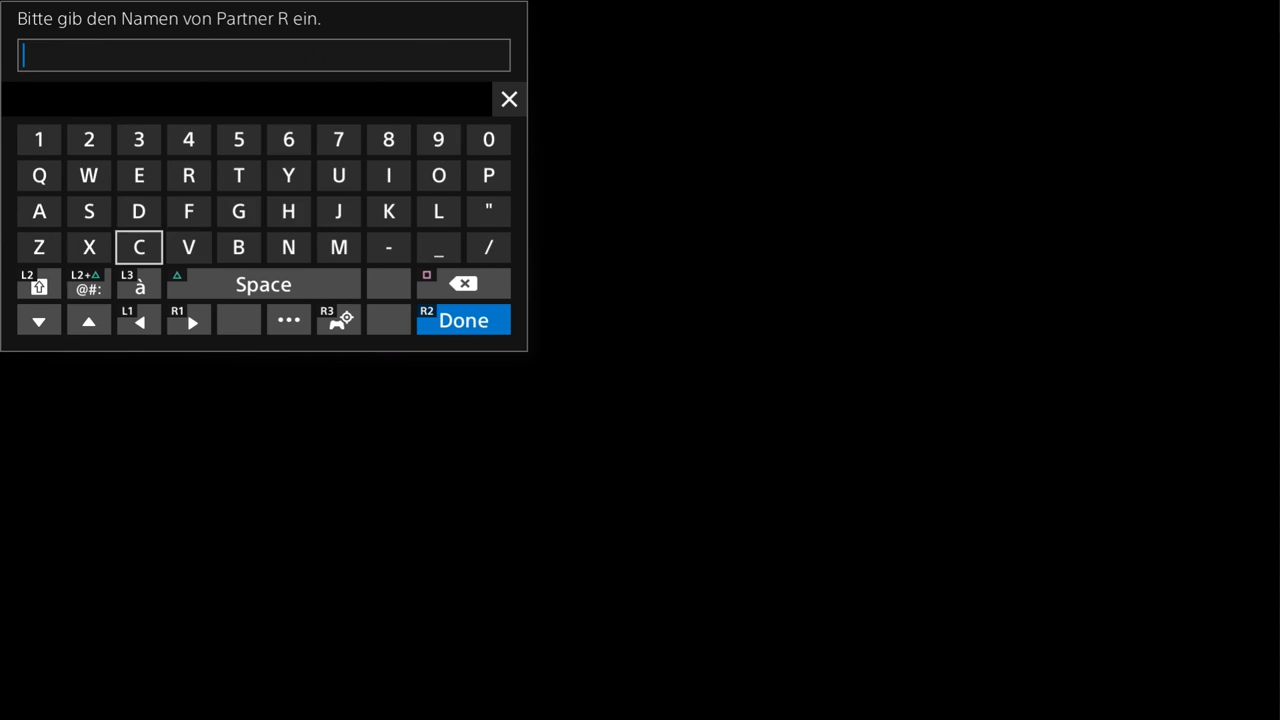 Bitte gib den Namen von Partner R ein.
1 2 3 4 5 6 7 8 9 0
Q W E R T Y U I O P
A S D F G H J K L "
Z X C V B N M - _ /
L2 L2+△ @#: L3 à △ Space □
L1 R1 ... R3 R2 Done